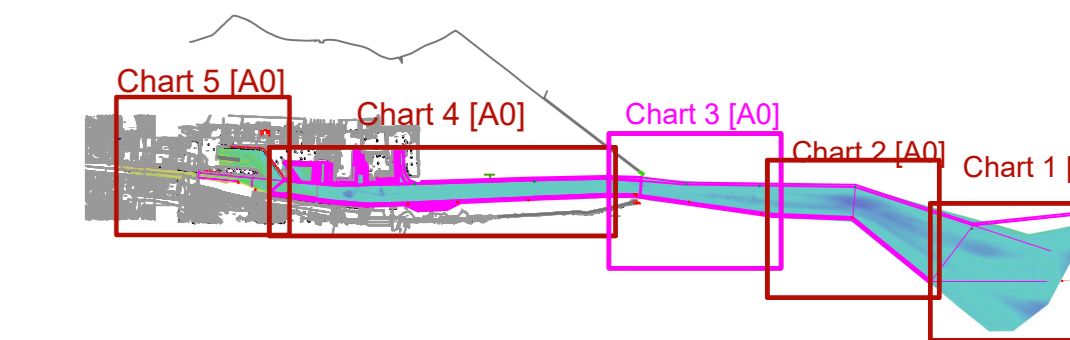 Chart 5 [A0]
Chart 4 [A0]
Chart 3 [A0]
Chart 2 [A0]
Chart 1 [